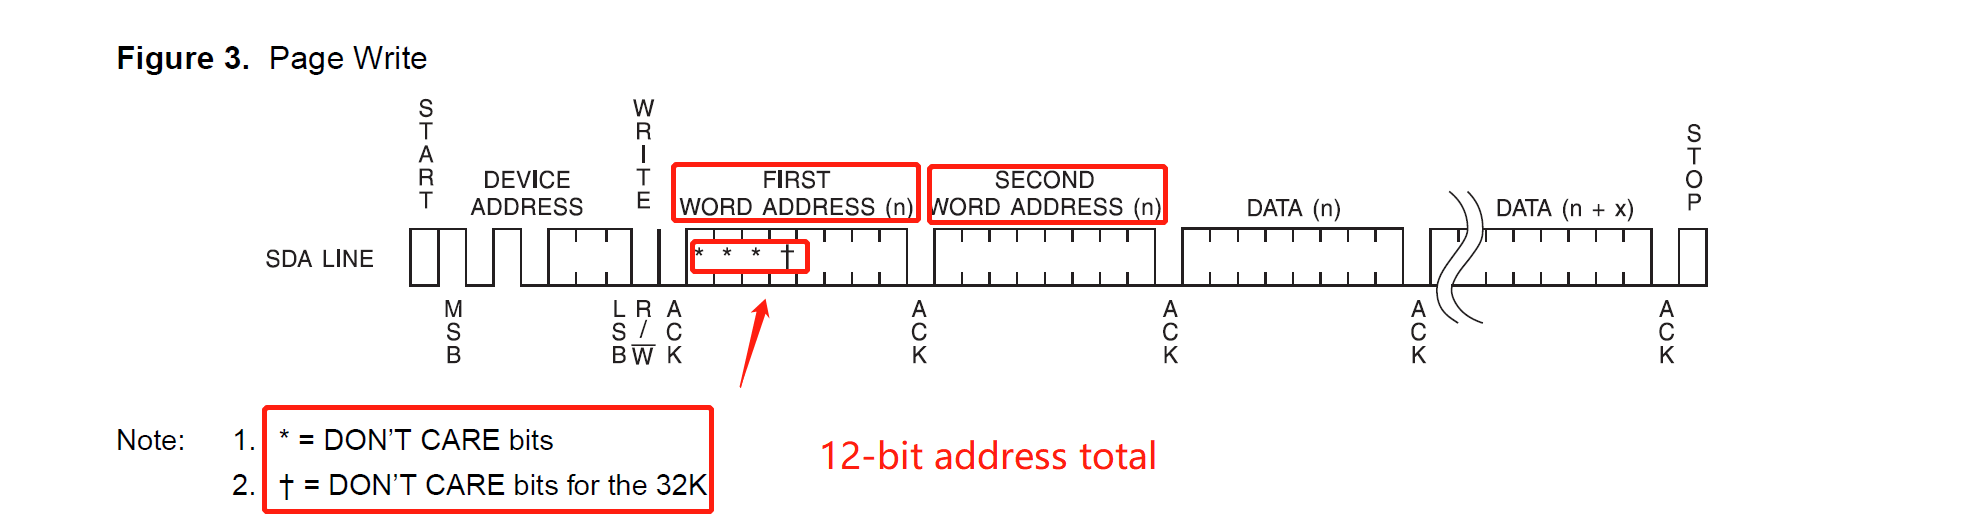 Figure 3. Page Write
START
WRITE
STOP
DEVICE
ADDRESS
FIRST
WORD ADDRESS (n)
SECOND
WORD ADDRESS (n)
DATA (n)
DATA (n + x)
SDA LINE
* * * †
MSB
LSB
R/W̅
ACK
ACK
ACK
ACK
ACK
Note: 1. * = DON'T CARE bits
2. † = DON'T CARE bits for the 32K
12-bit address total